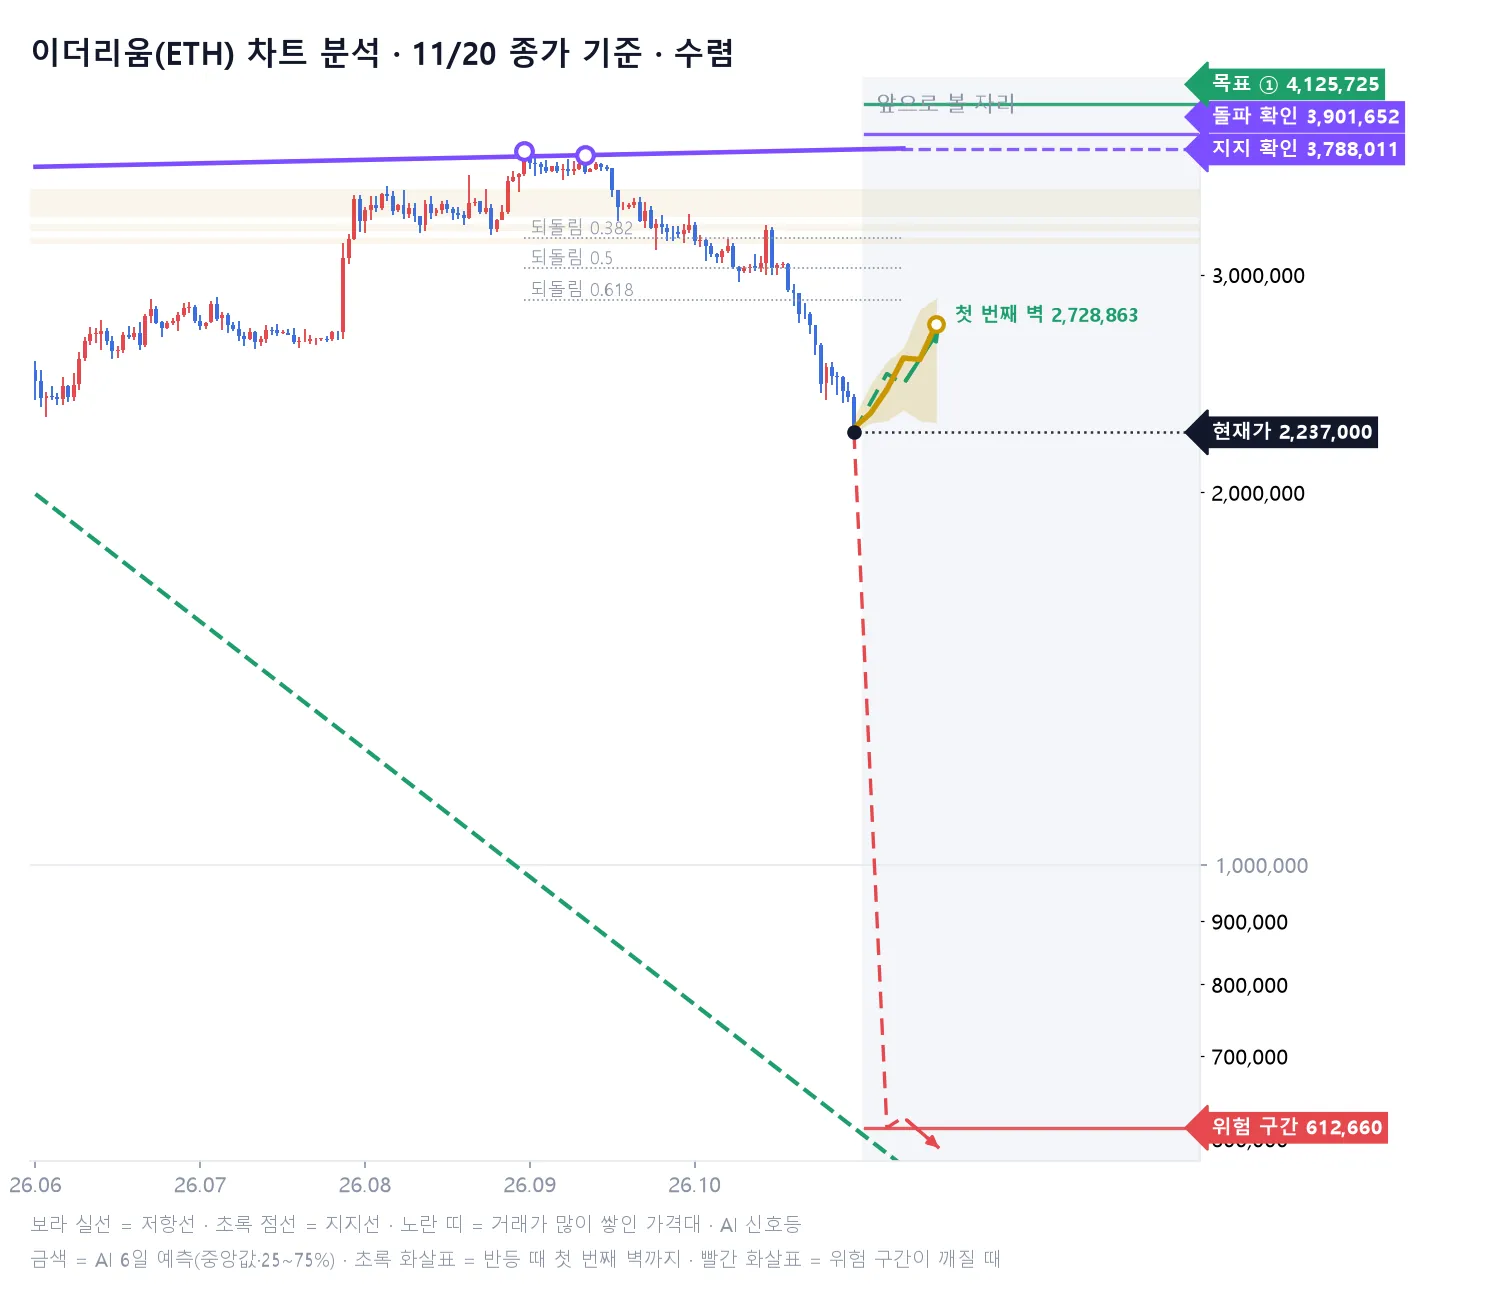 이더리움(ETH) 차트 분석 · 11/20 종가 기준 · 수렴
목표 ① 4,125,725
앞으로 볼 자리
돌파 확인 3,901,652
지지 확인 3,788,011
되돌림 0.382
되돌림 0.5
3,000,000
되돌림 0.618
첫 번째 벽 2,728,863
현재가 2,237,000
2,000,000
1,000,000
900,000
800,000
700,000
위험 구간 612,660
26.06 26.07 26.08 26.09 26.10
보라 실선 = 저항선 · 초록 점선 = 지지선 · 노란 띠 = 거래가 많이 쌓인 가격대 · AI 신호등
금색 = AI 6일 예측(중앙값·25~75%) · 초록 화살표 = 반등 때 첫 번째 벽까지 · 빨간 화살표 = 위험 구간이 깨질 때